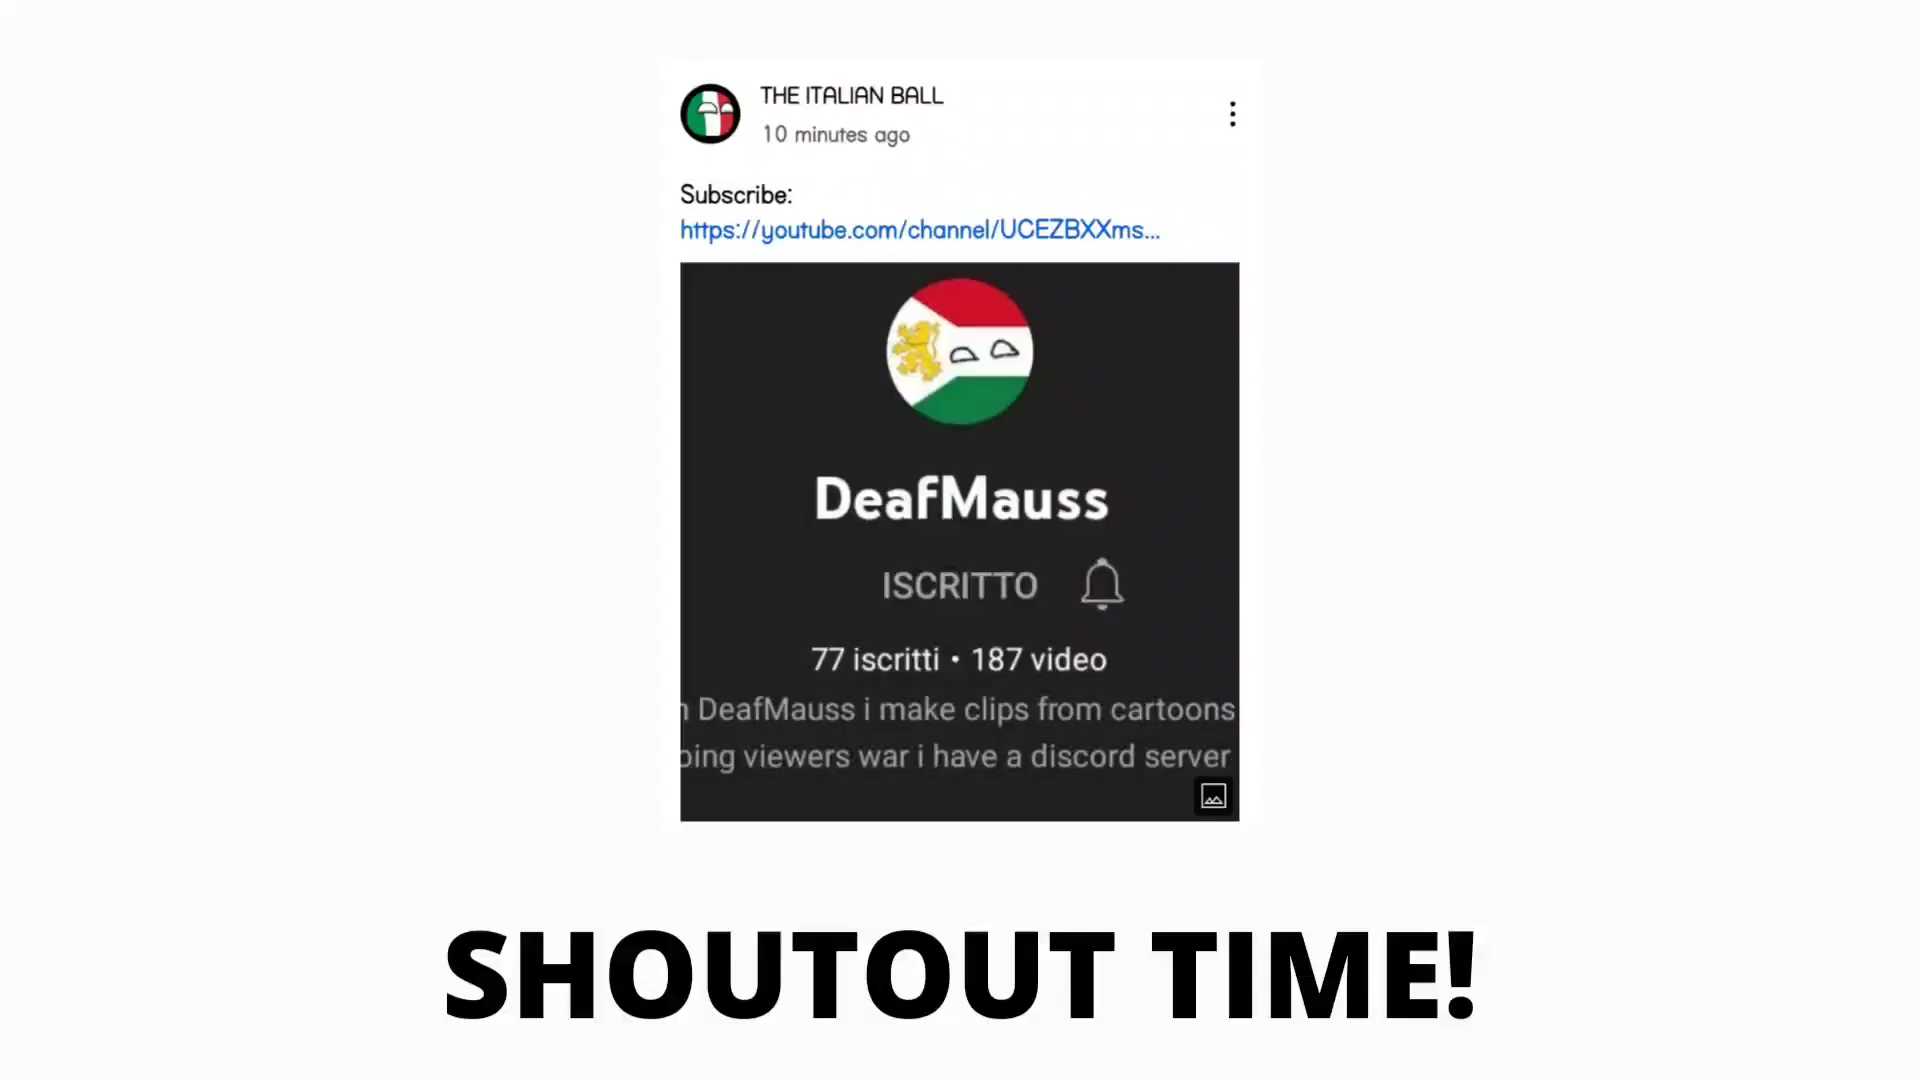 THE ITALIAN BALL
10 minutes ago
Subscribe:
https://youtube.com/channel/UCEZBXXms...
DeafMauss
ISCRITTO
77 iscritti • 187 video
DeafMauss i make clips from cartoons
viewers war i have a discord server
SHOUTOUT TIME!